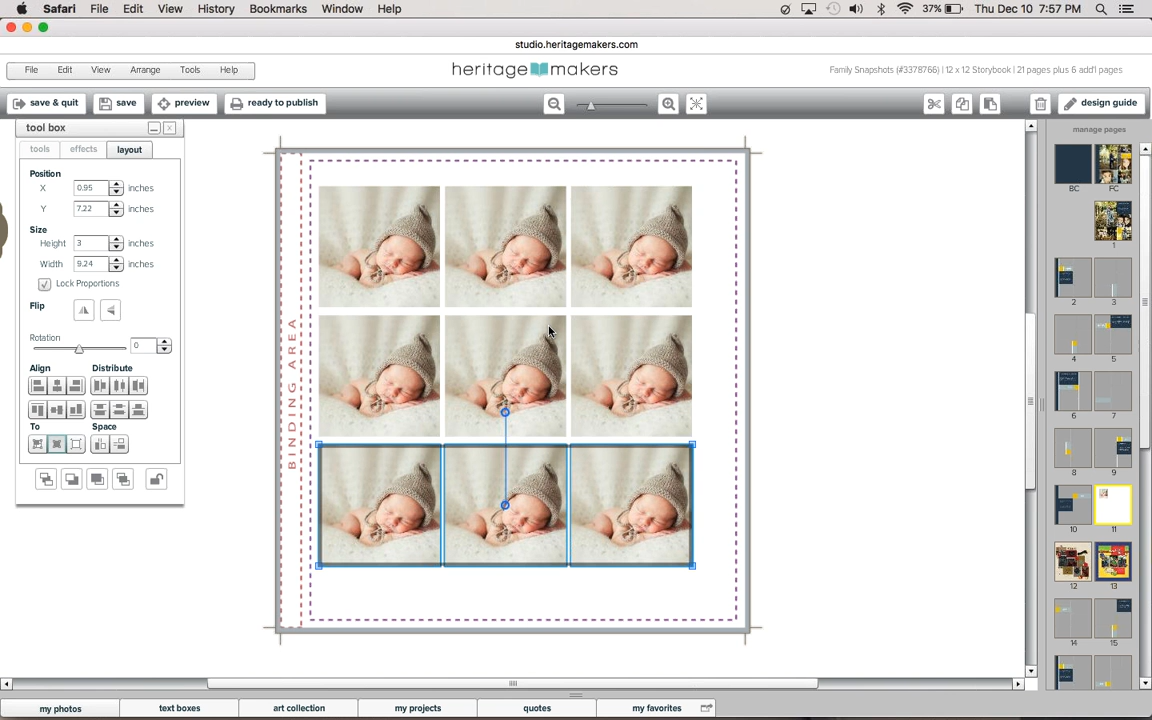 Safari File Edit View History Bookmarks Window Help 37% Thu Dec 10 7:57 PM
studio.heritagemakers.com
File Edit View Arrange Tools Help
heritage makers
Family Snapshots (#3378766) | 12 x 12 Storybook | 21 pages plus 6 add'l pages
save & quit save preview ready to publish design guide
tool box
tools effects layout
Position
X 0.95 inches
Y 7.22 inches
Size
Height 3 inches
Width 9.24 inches
Lock Proportions
Flip
Rotation
0
Align Distribute
To Space
BINDING AREA
manage pages
BC FC
1
2 3
4 5
6 7
8 9
10 11
12 13
14 15
my photos text boxes art collection my projects quotes my favorites